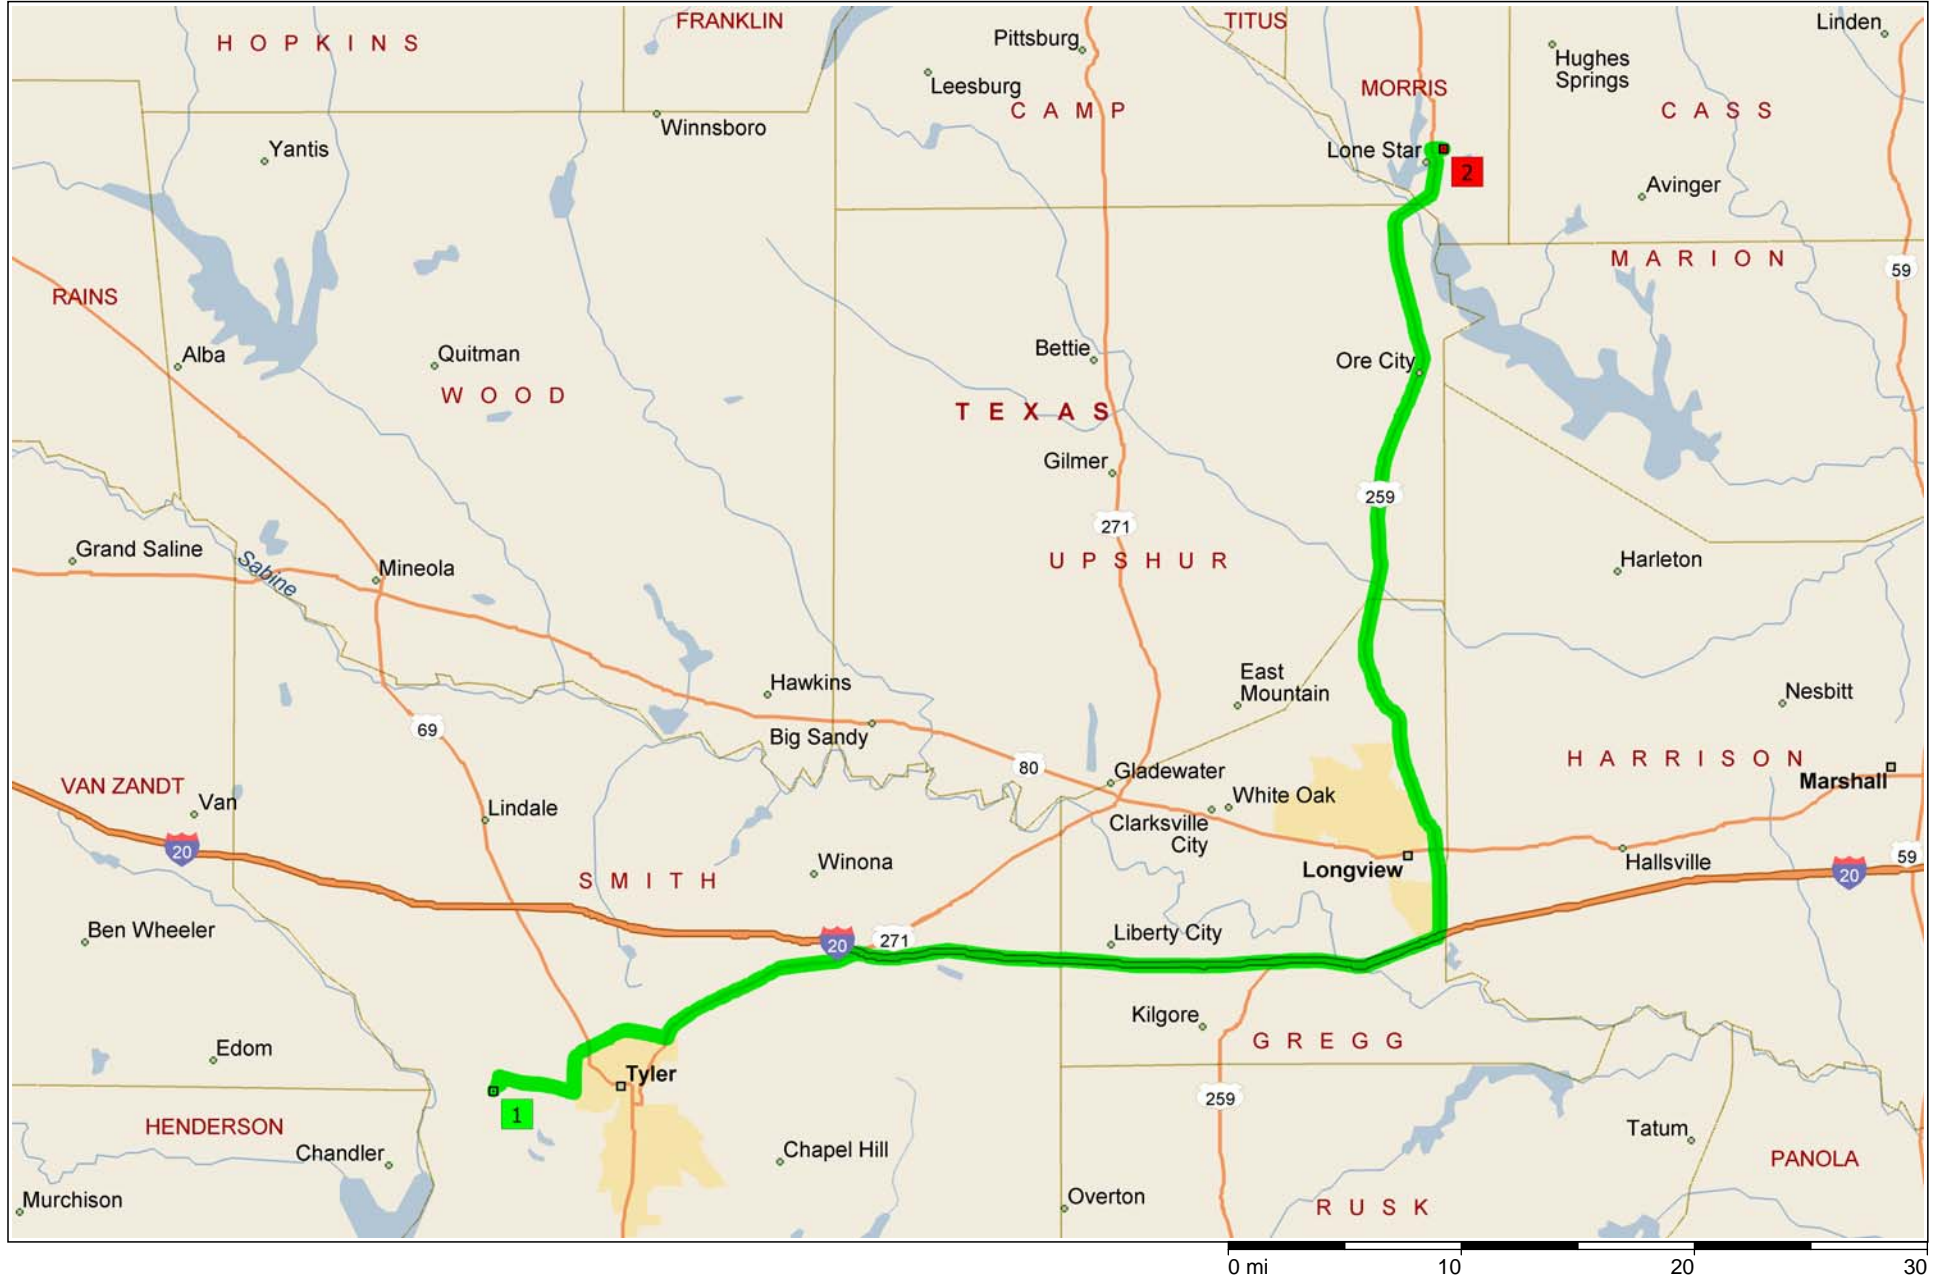 HOPKINS
FRANKLIN
TITUS
Linden
Pittsburg
Hughes
Springs
Leesburg
MORRIS
CAMP
CASS
Winnsboro
Yantis
Lone Star
2
Avinger
MARION
59
RAINS
Alba
Quitman
Bettie
Ore City
WOOD
TEXAS
Gilmer
259
271
Grand Saline
Sabine
Mineola
UPSHUR
Harleton
East
Mountain
Hawkins
Nesbitt
69
Big Sandy
80
Gladewater
HARRISON
Marshall
VAN ZANDT
Van
Lindale
White Oak
Clarksville
City
20
Winona
Longview
Hallsville
59
20
SMITH
Ben Wheeler
20
271
Liberty City
Kilgore
GREGG
Edom
Tyler
1
259
HENDERSON
Chandler
Chapel Hill
Tatum
PANOLA
Murchison
Overton
RUSK
0 mi
10
20
30